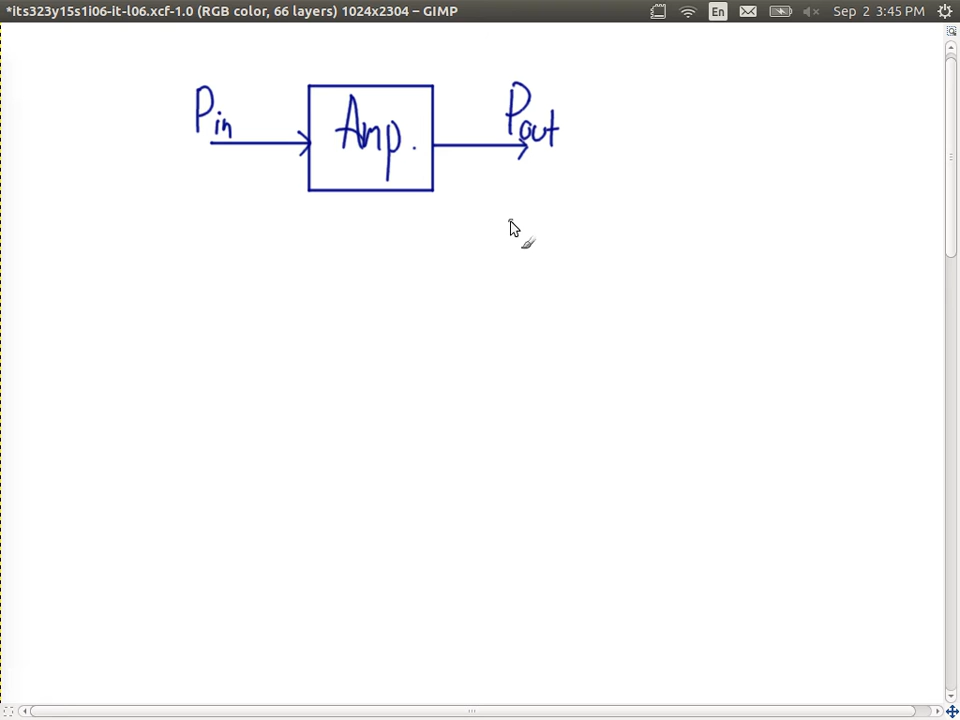 *its323y15s1i06-it-l06.xcf-1.0 (RGB color, 66 layers) 1024x2304 – GIMP
En
Sep 2 3:45 PM
Pin
Amp.
Pout